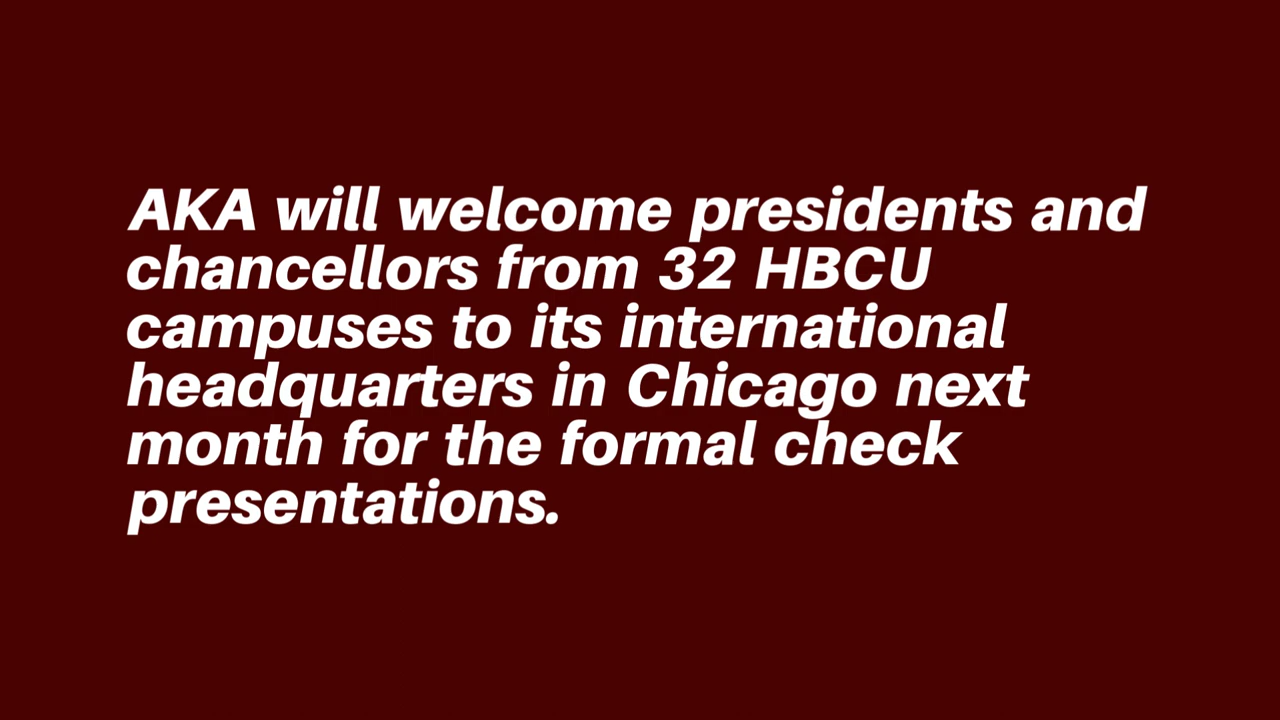 AKA will welcome presidents and
chancellors from 32 HBCU
campuses to its international
headquarters in Chicago next
month for the formal check
presentations.